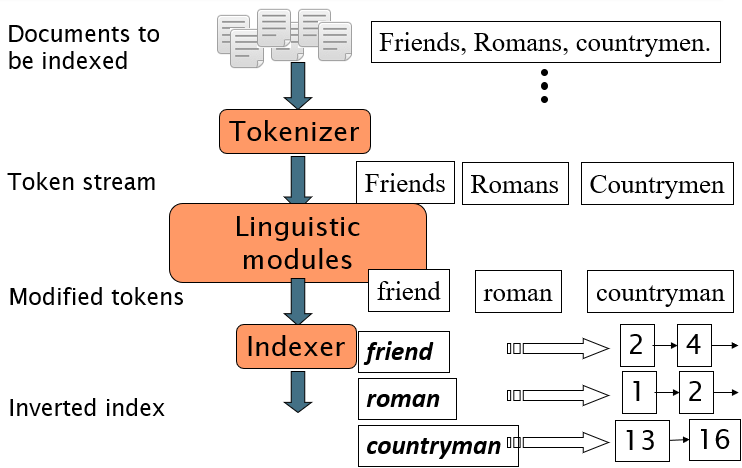 Documents to
be indexed
Friends, Romans, countrymen.
Tokenizer
Token stream
Friends
Romans
Countrymen
Linguistic
modules
Modified tokens
friend
roman
countryman
Indexer
friend
2
4
roman
1
2
Inverted index
countryman
13
16